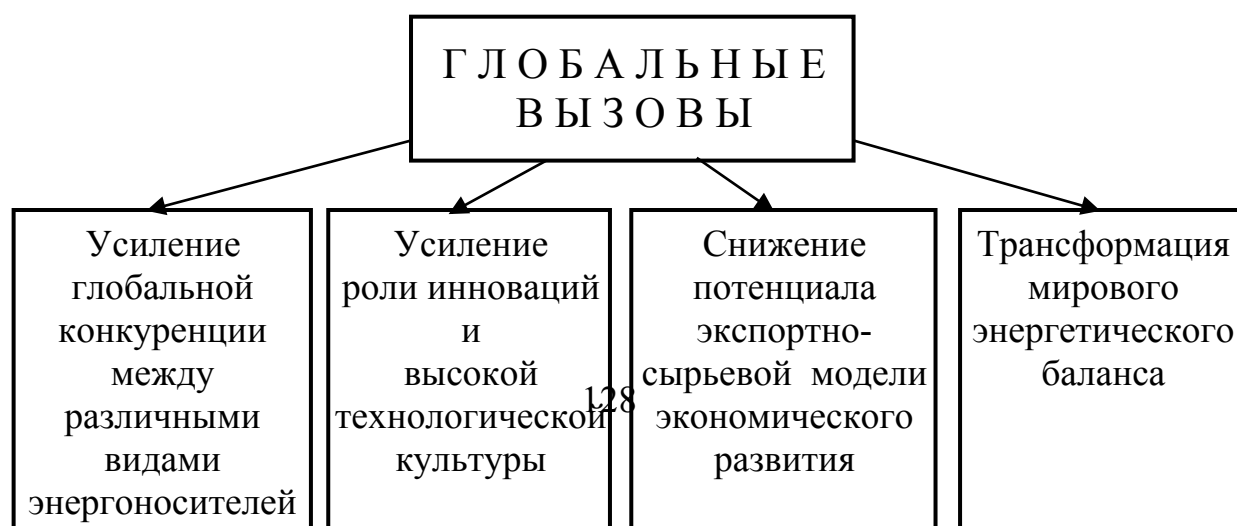 Г Л О Б А Л Ь Н Ы Е
В Ы З О В Ы
Усиление
глобальной
конкуренции
между
различными
видами
энергоносителей
Усиление
роли инноваций
и
высокой
технологической
культуры
Снижение
потенциала
экспортно-
сырьевой модели
экономического
развития
Трансформация
мирового
энергетического
баланса
128